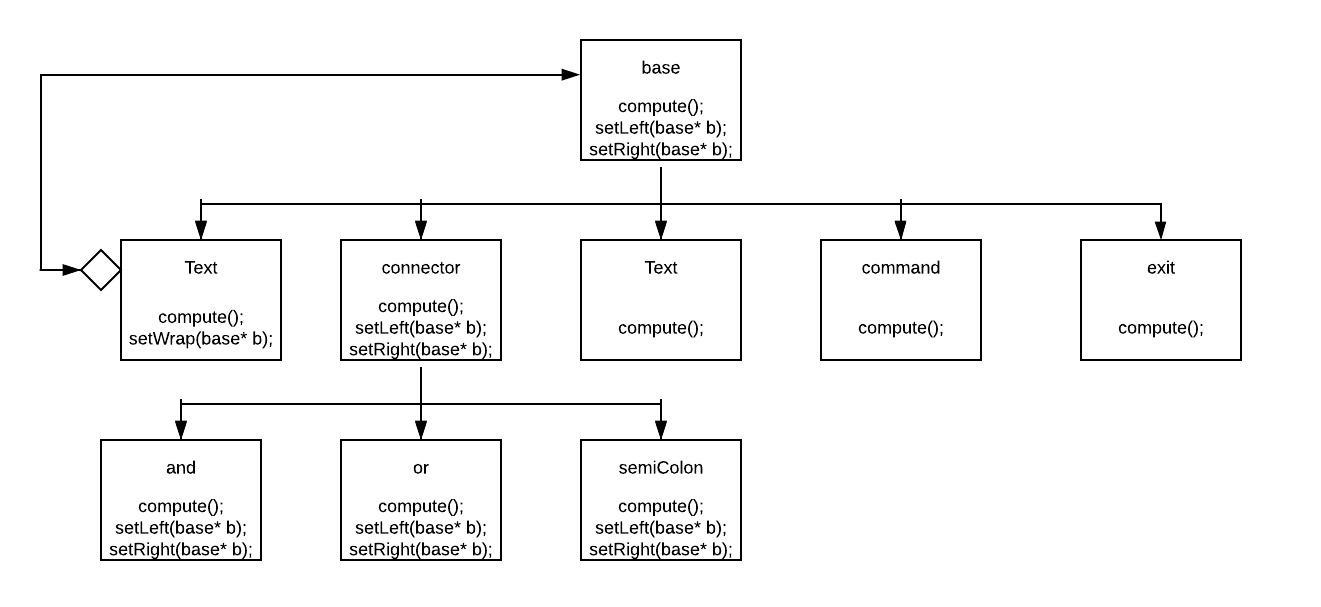 base
compute();
setLeft(base* b);
setRight(base* b);
Text
compute();
setWrap(base* b);
connector
compute();
setLeft(base* b);
setRight(base* b);
Text
compute();
command
compute();
exit
compute();
and
compute();
setLeft(base* b);
setRight(base* b);
or
compute();
setLeft(base* b);
setRight(base* b);
semiColon
compute();
setLeft(base* b);
setRight(base* b);